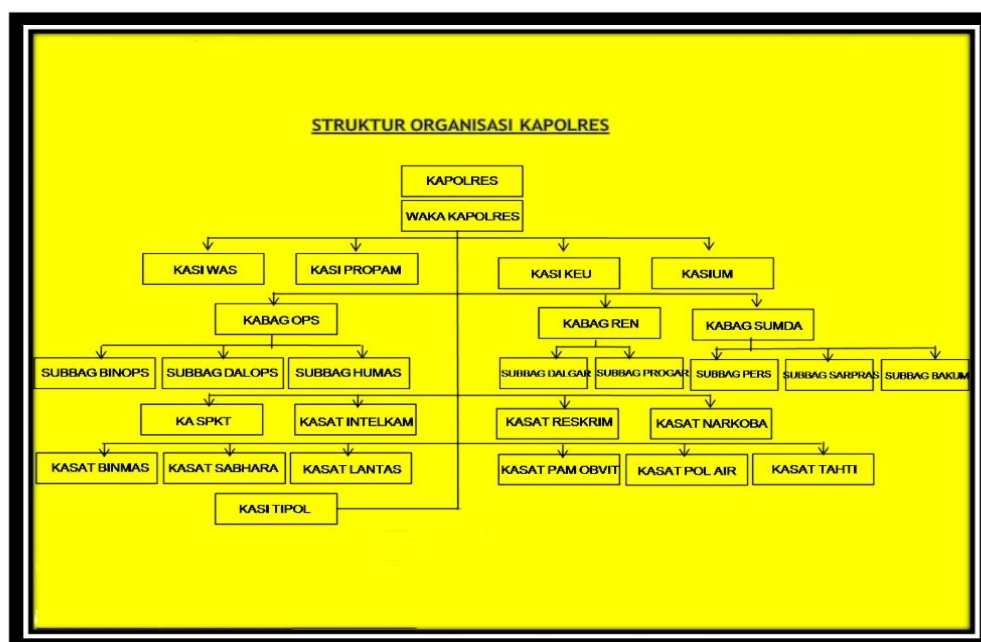 STRUKTUR ORGANISASI KAPOLRES
KAPOLRES
WAKA KAPOLRES
KASI WAS
KASI PROPAM
KASI KEU
KASIUM
KABAG OPS
KABAG REN
KABAG SUMDA
SUBBAG BINOPS
SUBBAG DALOPS
SUBBAG HUMAS
SUBBAG DALGAR
SUBBAG PROGAR
SUBBAG PERS
SUBBAG SARPRAS
SUBBAG BAKUM
KA SPKT
KASAT INTELKAM
KASAT RESKRIM
KASAT NARKOBA
KASAT BINMAS
KASAT SABHARA
KASAT LANTAS
KASAT PAM OBVIT
KASAT POL AIR
KASAT TAHTI
KASI TIPOL